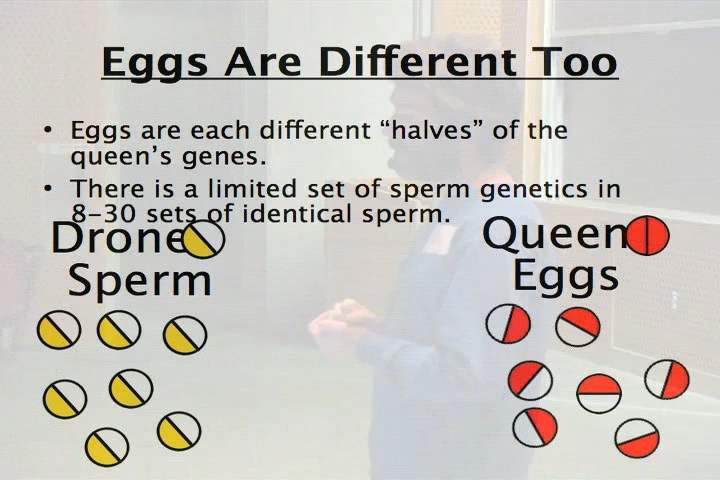 Eggs Are Different Too
• Eggs are each different “halves” of the
queen’s genes.
• There is a limited set of sperm genetics in
8–30 sets of identical sperm.
Drone
Sperm
Queen
Eggs